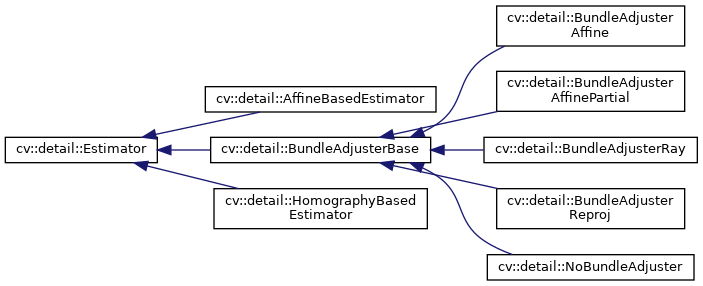 cv::detail::Estimator
cv::detail::AffineBasedEstimator
cv::detail::BundleAdjusterBase
cv::detail::HomographyBased
Estimator
cv::detail::BundleAdjuster
Affine
cv::detail::BundleAdjuster
AffinePartial
cv::detail::BundleAdjusterRay
cv::detail::BundleAdjuster
Reproj
cv::detail::NoBundleAdjuster